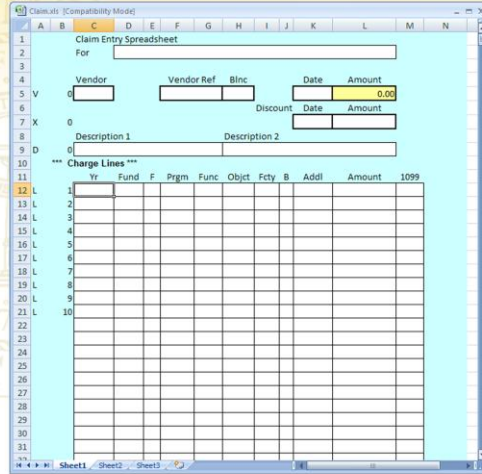 Claim.xls [Compatibility Mode]
A B C D E F G H I J K L M N
1 Claim Entry Spreadsheet
2 For
3
4 Vendor Vendor Ref Blnc Date Amount
5 V 0 0.00
6 Discount Date Amount
7 X 0
8 Description 1 Description 2
9 D 0
10 *** Charge Lines ***
11 Yr Fund F Prgm Func Objct Fcty B Addl Amount 1099
12 L 1
13 L 2
14 L 3
15 L 4
16 L 5
17 L 6
18 L 7
19 L 8
20 L 9
21 L 10
22
23
24
25
26
27
28
29
30
31
Sheet1 Sheet2 Sheet3